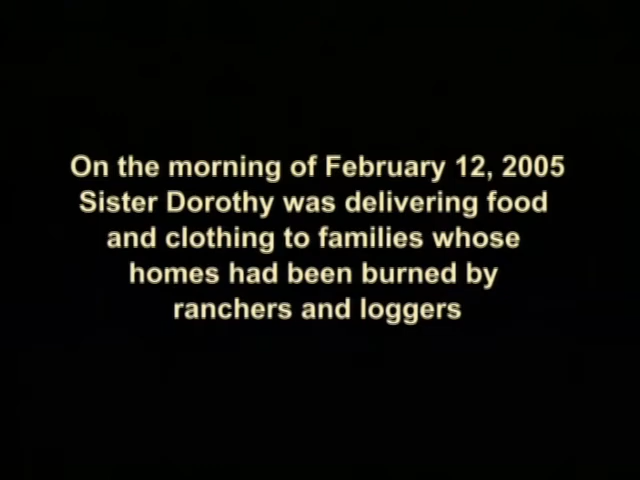 On the morning of February 12, 2005
Sister Dorothy was delivering food
and clothing to families whose
homes had been burned by
ranchers and loggers